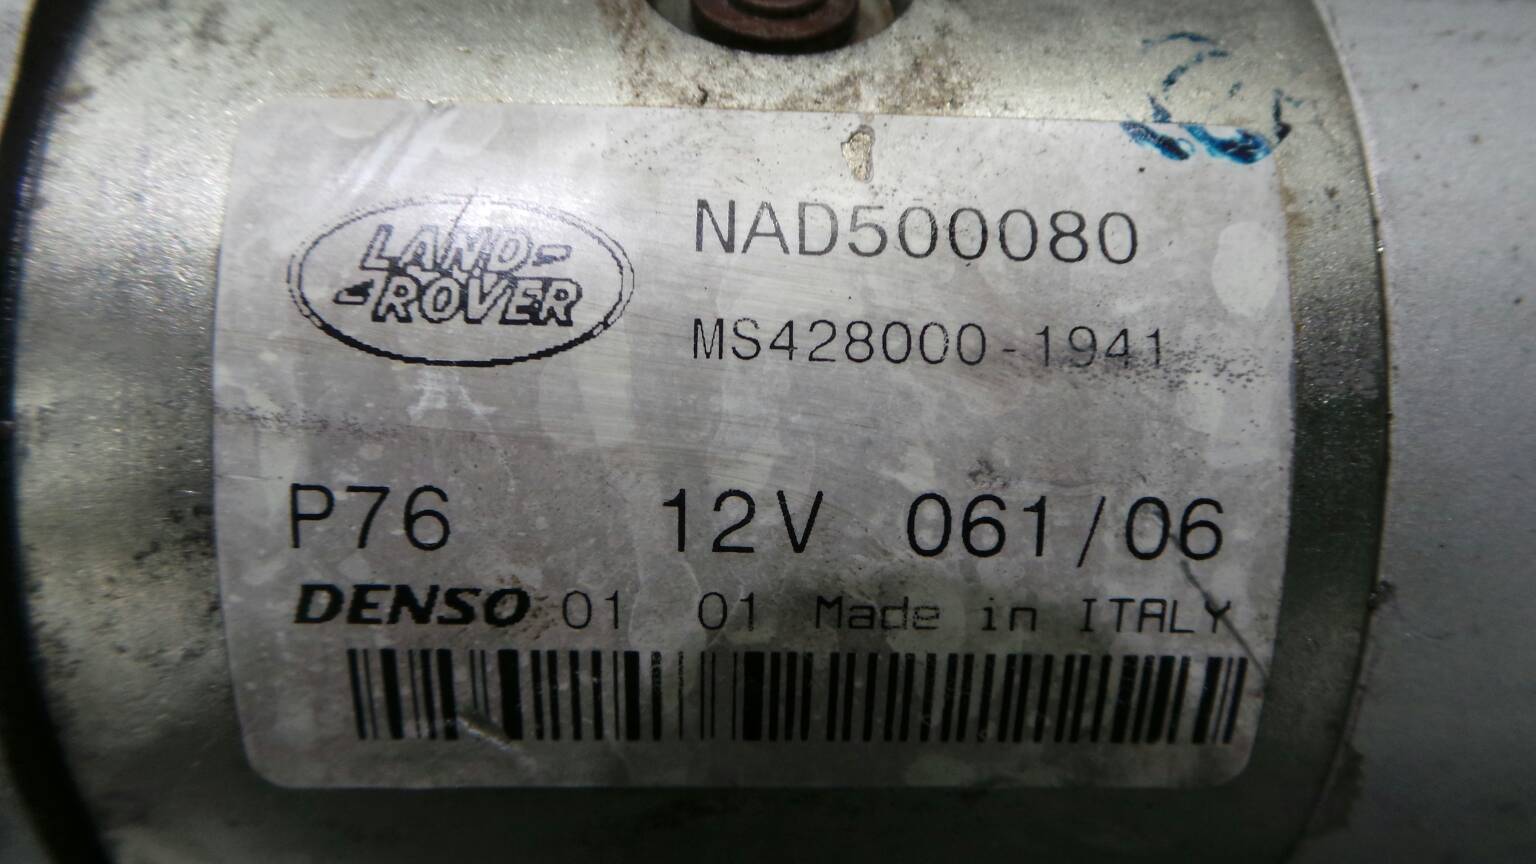 LAND-
-ROVER
NAD500080
MS428000-1941
P76 12V 061/06
DENSO 01 01 Made in ITALY